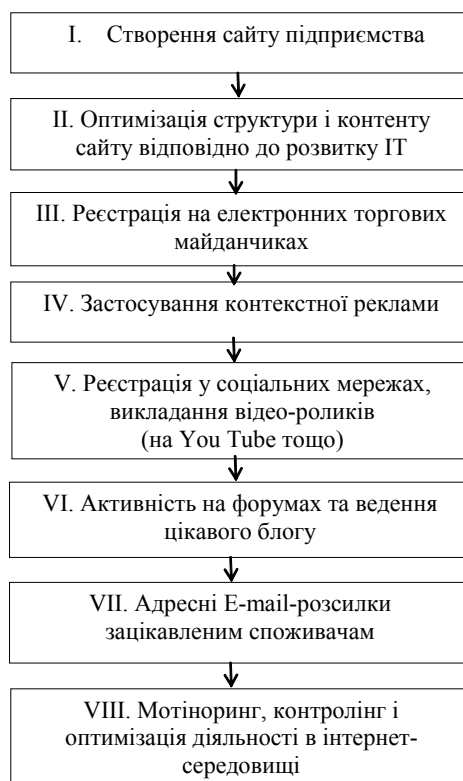 I. Створення сайту підприємства
II. Оптимізація структури і контенту
сайту відповідно до розвитку ІТ
III. Реєстрація на електронних торгових
майданчиках
IV. Застосування контекстної реклами
V. Реєстрація у соціальних мережах,
викладання відео-роликів
(на You Tube тощо)
VI. Активність на форумах та ведення
цікавого блогу
VII. Адресні E-mail-розсилки
зацікавленим споживачам
VIII. Мотіноринг, контролінг і
оптимізація діяльності в інтернет-
середовищі